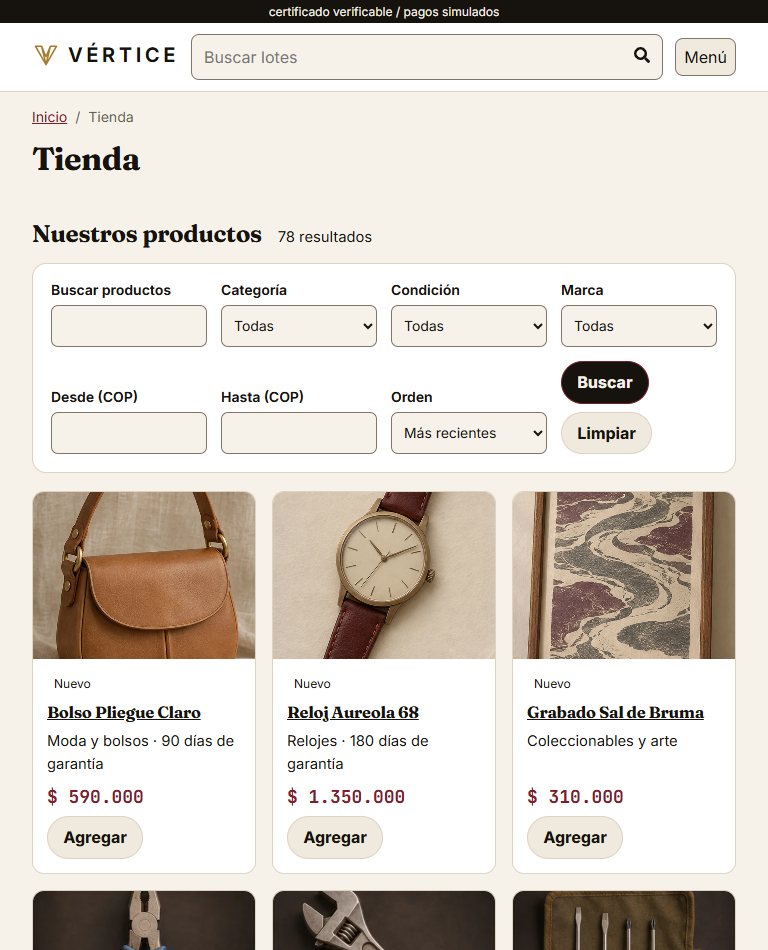 certificado verificable / pagos simulados
VÉRTICE
Buscar lotes
Menú
Inicio / Tienda
Tienda
Nuestros productos 78 resultados
Buscar productos Categoría Condición Marca
Todas Todas Todas
Buscar
Desde (COP) Hasta (COP) Orden
Más recientes Limpiar
Nuevo Nuevo Nuevo
Bolso Pliegue Claro Reloj Aureola 68 Grabado Sal de Bruma
Moda y bolsos · 90 días de garantía Relojes · 180 días de garantía Coleccionables y arte
$ 590.000 $ 1.350.000 $ 310.000
Agregar Agregar Agregar